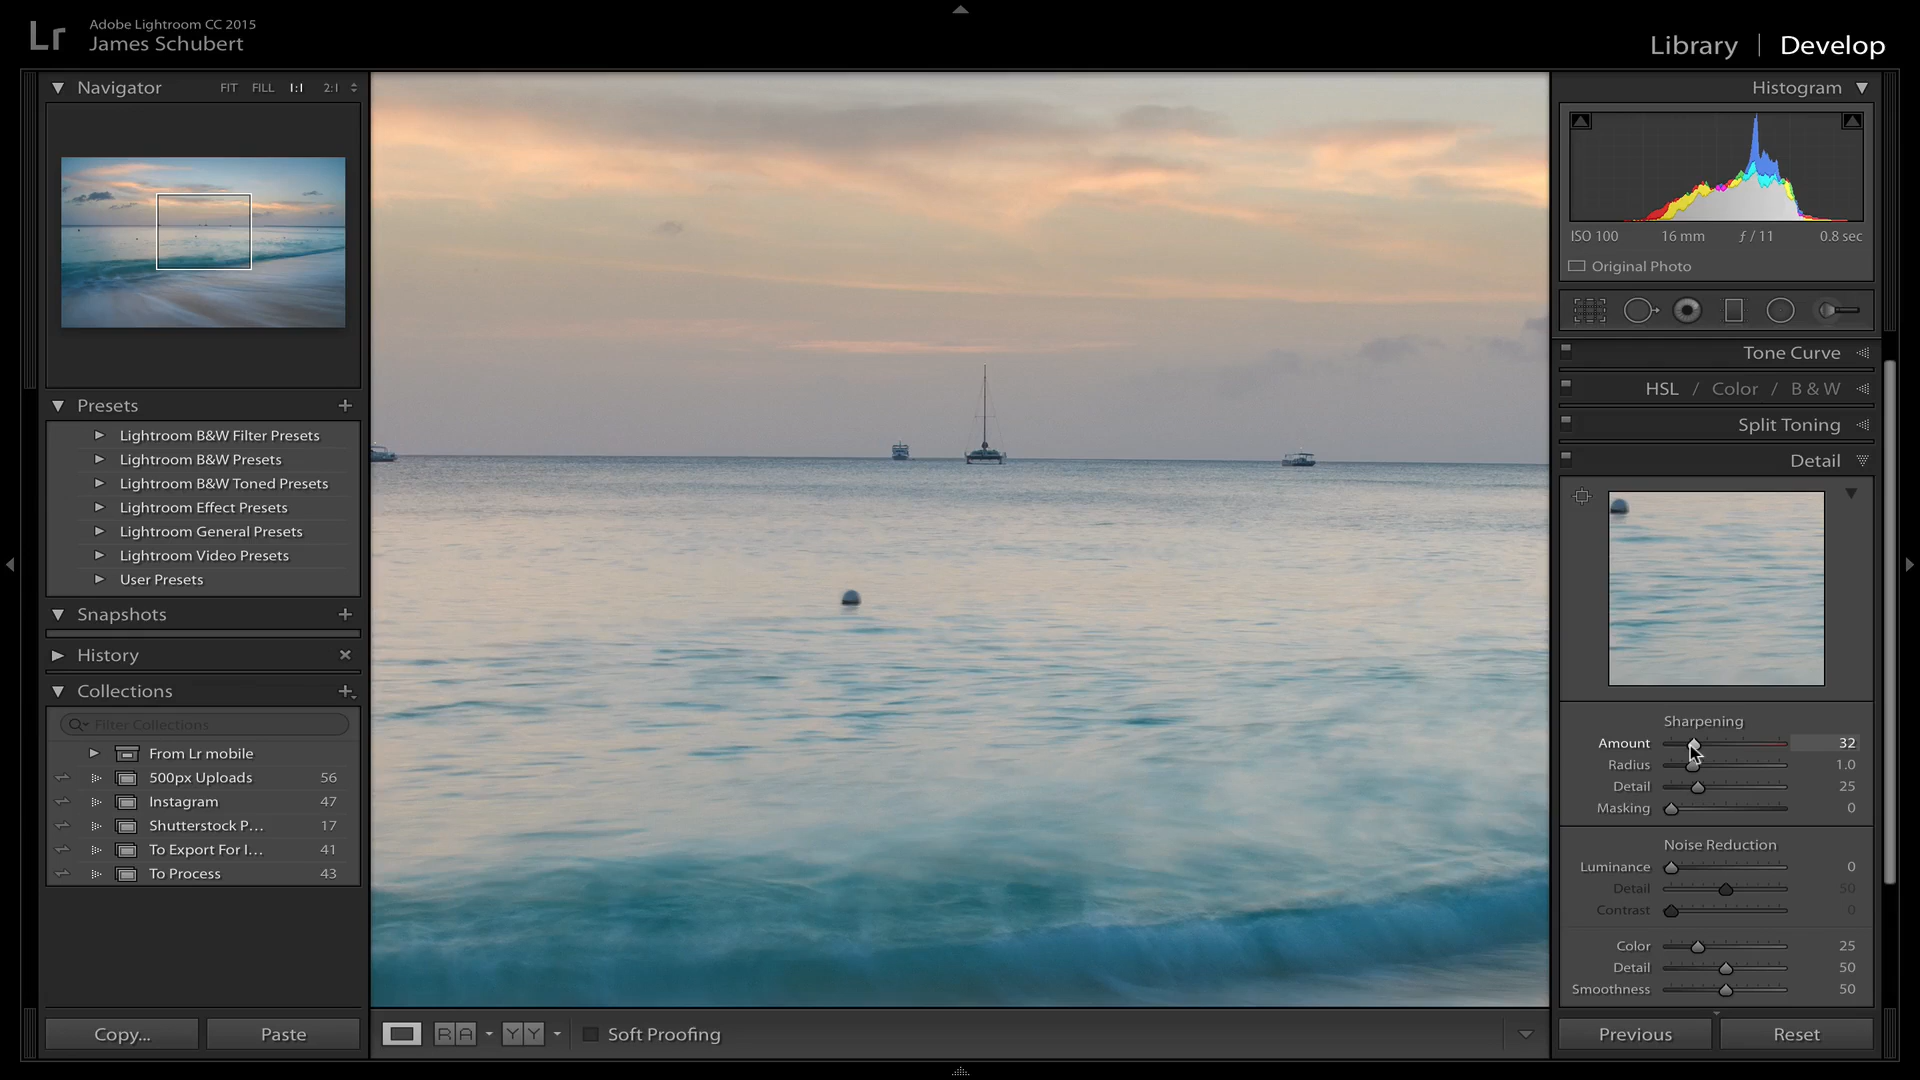 Lr
Adobe Lightroom CC 2015
James Schubert
Library | Develop
Navigator FIT FILL 1:1 2:1
Presets
Lightroom B&W Filter Presets
Lightroom B&W Presets
Lightroom B&W Toned Presets
Lightroom Effect Presets
Lightroom General Presets
Lightroom Video Presets
User Presets
Snapshots
History
Collections
Filter Collections
From Lr mobile
500px Uploads 56
Instagram 47
Shutterstock P... 17
To Export For I... 41
To Process 43
Copy... Paste
R A Y Y Soft Proofing
Histogram
ISO 100 16 mm ƒ / 11 0.8 sec
Original Photo
Tone Curve
HSL / Color / B & W
Split Toning
Detail
Sharpening
Amount 32
Radius 1.0
Detail 25
Masking 0
Noise Reduction
Luminance 0
Detail 50
Contrast 0
Color 25
Detail 50
Smoothness 50
Previous Reset